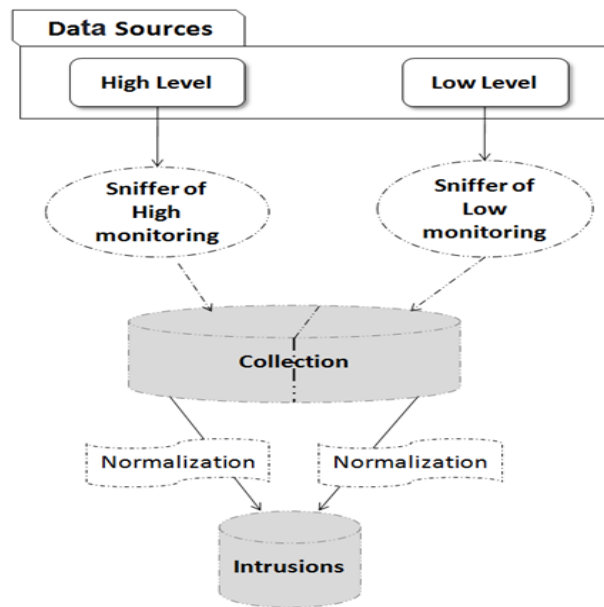 Data Sources
High Level
Low Level
Sniffer of
High
monitoring
Sniffer of
Low
monitoring
Collection
Normalization
Normalization
Intrusions